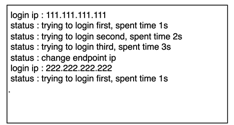 login ip : 111.111.111.111
status : trying to login first, spent time 1s
status : trying to login second, spent time 2s
status : trying to login third, spent time 3s
status : change endpoint ip
login ip : 222.222.222.222
status : trying to login first, spent time 1s
.